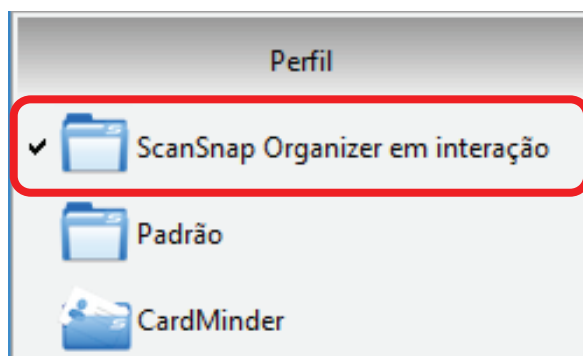 Perfil
ScanSnap Organizer em interação
Padrão
CardMinder